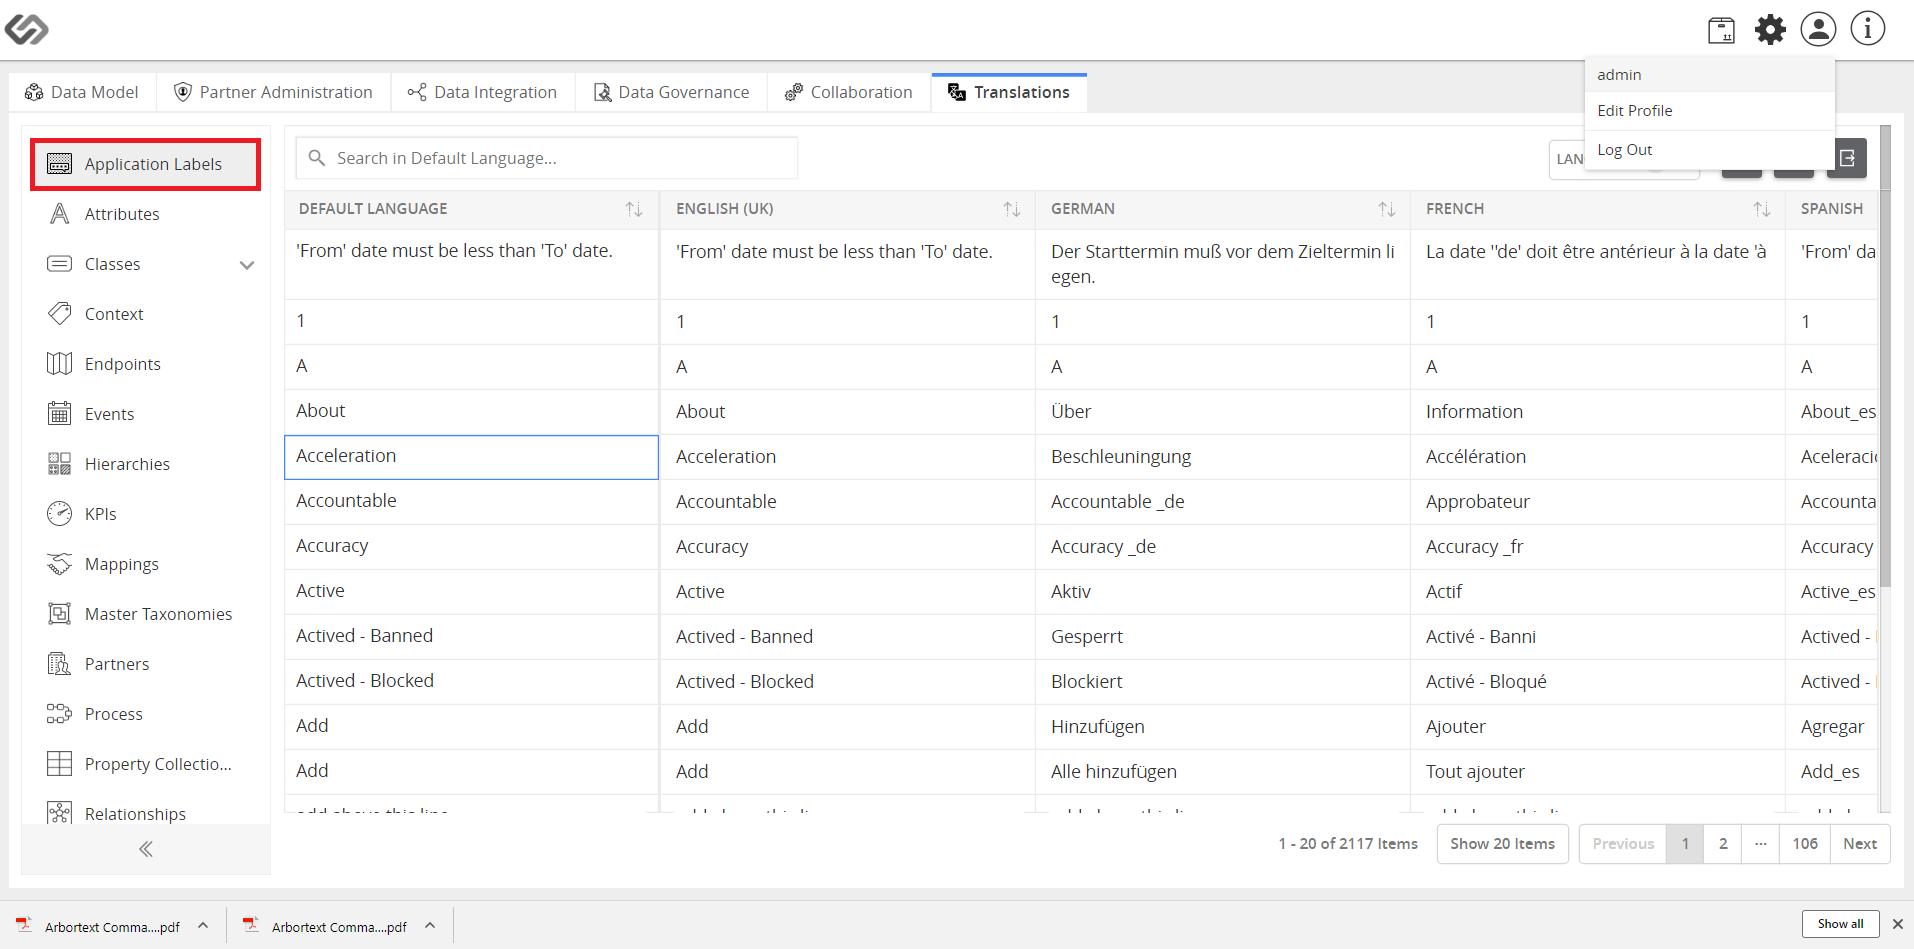 admin
Edit Profile
Log Out
Data Model
Partner Administration
Data Integration
Data Governance
Collaboration
Translations
Application Labels
Attributes
Classes
Context
Endpoints
Events
Hierarchies
KPIs
Mappings
Master Taxonomies
Partners
Process
Property Collectio...
Relationships
Search in Default Language...
DEFAULT LANGUAGE ENGLISH (UK) GERMAN FRENCH SPANISH
'From' date must be less than 'To' date. 'From' date must be less than 'To' date. Der Starttermin muß vor dem Zieltermin li La date ''de' doit être antérieur à la date 'à 'From' da
egen.
1 1 1 1 1
A A A A A
About About Über Information About_es
Acceleration Acceleration Beschleuningung Accélération Aceleraci
Accountable Accountable Accountable _de Approbateur Accounta
Accuracy Accuracy Accuracy _de Accuracy _fr Accuracy
Active Active Aktiv Actif Active_es
Actived - Banned Actived - Banned Gesperrt Activé - Banni Actived -
Actived - Blocked Actived - Blocked Blockiert Activé - Bloqué Actived -
Add Add Hinzufügen Ajouter Agregar
Add Add Alle hinzufügen Tout ajouter Add_es
1 - 20 of 2117 Items Show 20 Items Previous 1 2 ... 106 Next
Arbortext Comma....pdf Arbortext Comma....pdf Show all